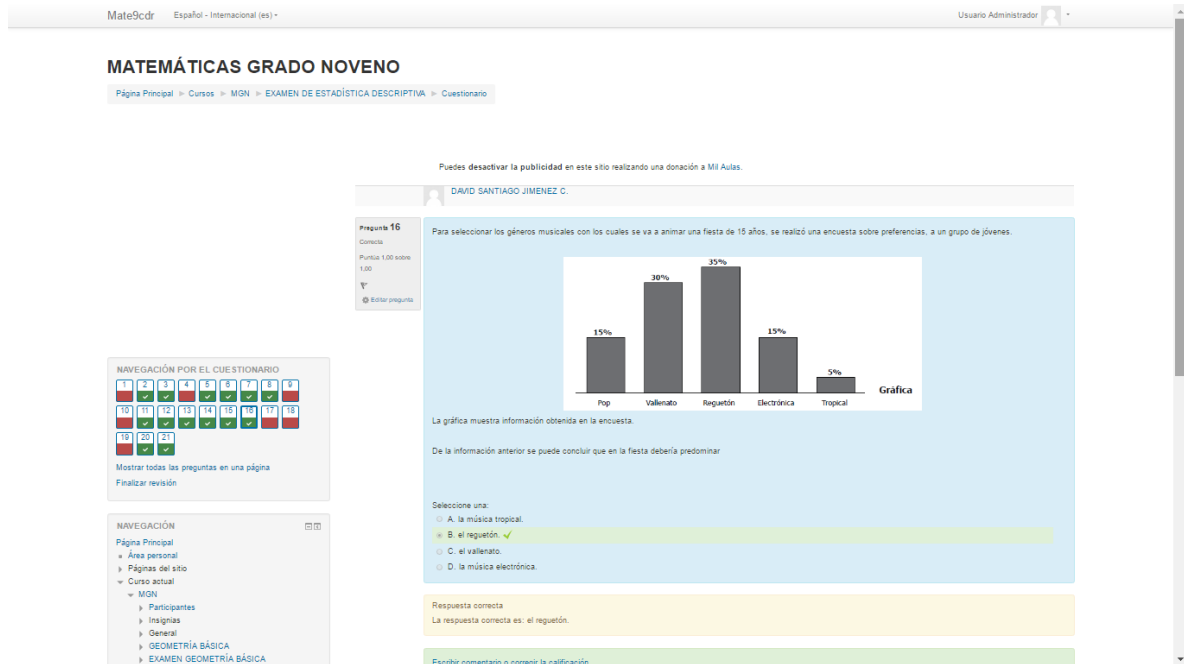 Mate9cdr Español - Internacional (es) Usuario Administrador
MATEMÁTICAS GRADO NOVENO
Página Principal Cursos MGN EXAMEN DE ESTADÌSTICA DESCRIPTIVA Cuestionario
Puedes desactivar la publicidad en este sitio realizando una donación a Mil Aulas.
DAVID SANTIAGO JIMENEZ C.
Pregunta 16
Correcta
Puntúa 1,00 sobre
1,00
Editar pregunta
Para seleccionar los géneros musicales con los cuales se va a animar una fiesta de 15 años, se realizó una encuesta sobre preferencias, a un grupo de jóvenes.
35%
30%
15% 15%
5%
Gráfica
Pop Vallenato Reguetón Electrónica Tropical
La gráfica muestra información obtenida en la encuesta.
De la información anterior se puede concluir que en la fiesta debería predominar
Seleccione una:
A. la música tropical.
B. el reguetón.
C. el vallenato.
D. la música electrónica.
Respuesta correcta
La respuesta correcta es: el reguetón.
Escribir comentario o corregir la calificación
NAVEGACIÓN POR EL CUESTIONARIO
1 2 3 4 5 6 7 8 9
10 11 12 13 14 15 16 17 18
19 20 21
Mostrar todas las preguntas en una página
Finalizar revisión
NAVEGACIÓN
Página Principal
Área personal
Páginas del sitio
Curso actual
MGN
Participantes
Insignias
General
GEOMETRÍA BÁSICA
EXAMEN GEOMETRÍA BÁSICA